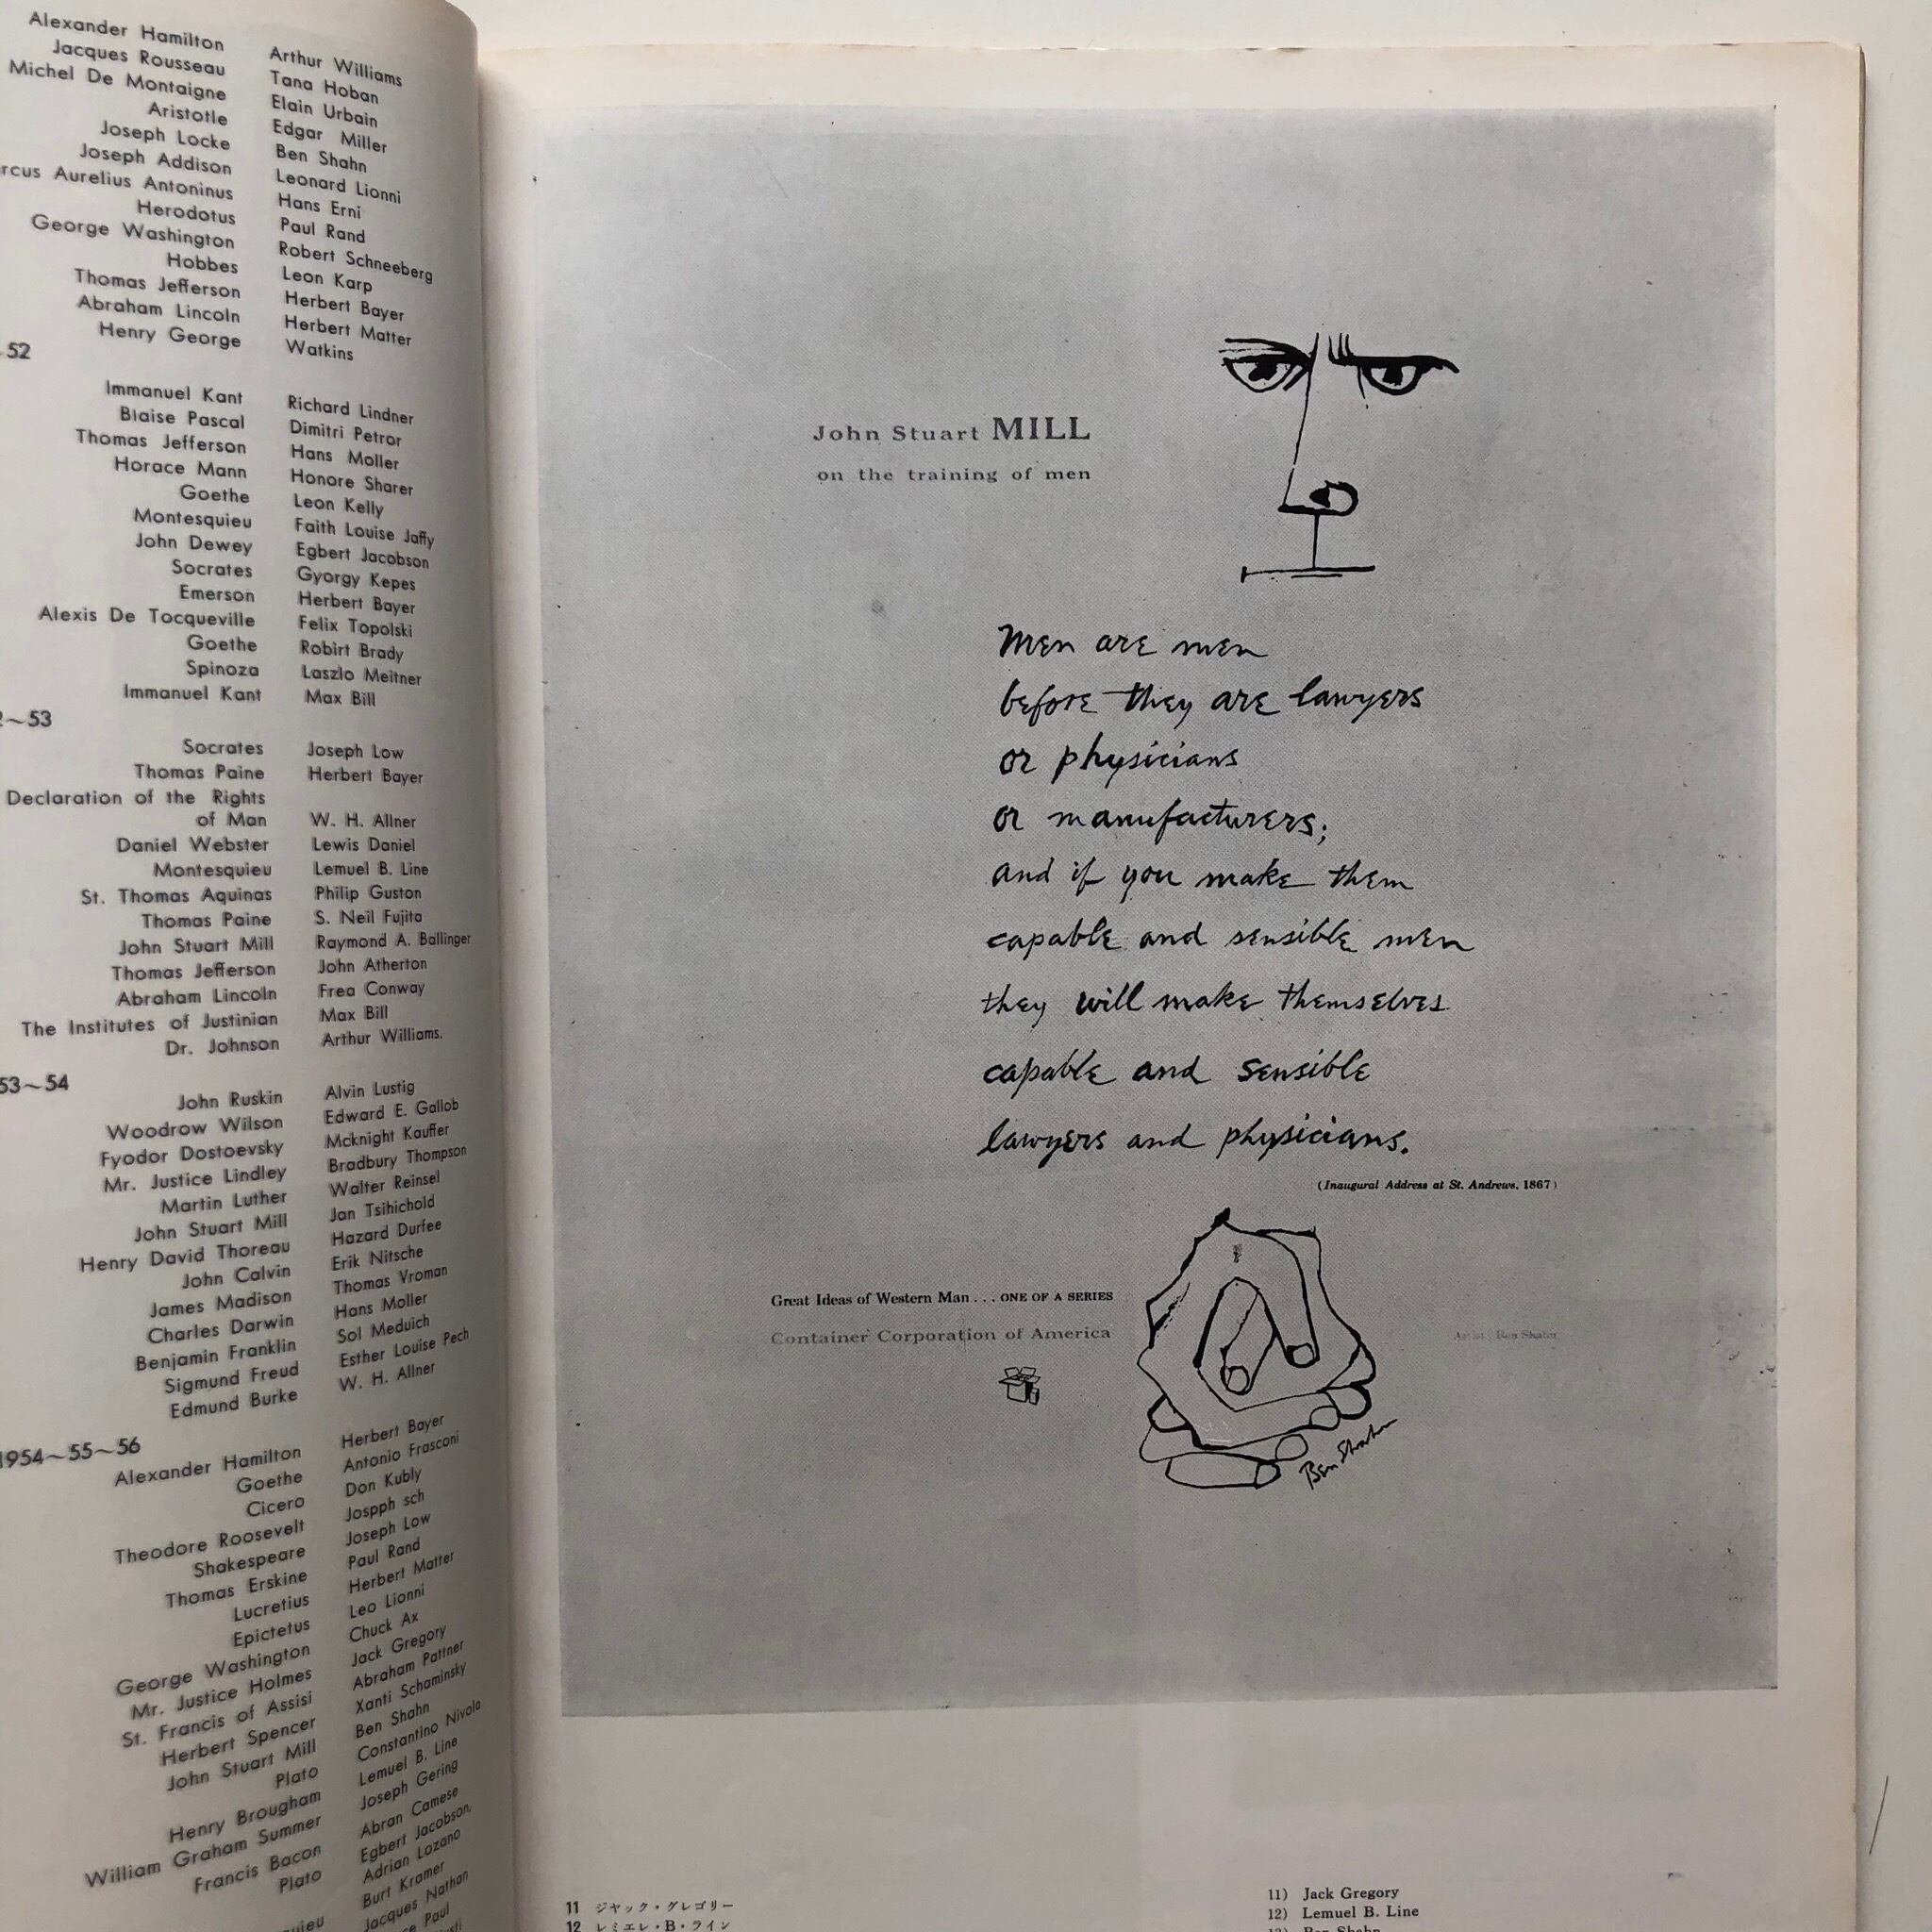 Alexander Hamilton Arthur Williams
Jacques Rousseau Tana Hoban
Michel De Montaigne Elain Urbain
Aristotle Edgar Miller
Joseph Locke Ben Shahn
Joseph Addison Leonard Lionni
rcus Aurelius Antoninus Hans Erni
Herodotus Paul Rand
George Washington Robert Schneeberg
Hobbes Leon Karp
Thomas Jefferson Herbert Bayer
Abraham Lincoln Herbert Matter
Henry George Watkins
52
Immanuel Kant Richard Lindner
Blaise Pascal Dimitri Petror
Thomas Jefferson Hans Moller
Horace Mann Honore Sharer
Goethe Leon Kelly
Montesquieu Faith Louise Jaffy
John Dewey Egbert Jacobson
Socrates Gyorgy Kepes
Emerson Herbert Bayer
Alexis De Tocqueville Felix Topolski
Goethe Robirt Brady
Spinoza Laszlo Meitner
Immanuel Kant Max Bill
2~53
Socrates Joseph Low
Thomas Paine Herbert Bayer
Declaration of the Rights
of Man W. H. Allner
Daniel Webster Lewis Daniel
Montesquieu Lemuel B. Line
St. Thomas Aquinas Philip Guston
Thomas Paine S. Neil Fujita
John Stuart Mill Raymond A. Ballinger
Thomas Jefferson John Atherton
Abraham Lincoln Frea Conway
The Institutes of Justinian Max Bill
Dr. Johnson Arthur Williams.
53~54
John Ruskin Alvin Lustig
Woodrow Wilson Edward E. Gallob
Fyodor Dostoevsky Mcknight Kauffer
Mr. Justice Lindley Bradbury Thompson
Martin Luther Walter Reinsel
John Stuart Mill Jan Tsihichold
Henry David Thoreau Hazard Durfee
John Calvin Erik Nitsche
James Madison Thomas Vroman
Charles Darwin Hans Moller
Benjamin Franklin Sol Meduich
Sigmund Freud Esther Louise Pech
Edmund Burke W. H. Allner
1954~55~56
Alexander Hamilton Herbert Bayer
Goethe Antonio Frasconi
Cicero Don Kubly
Theodore Roosevelt Jospph sch
Shakespeare Joseph Low
Thomas Erskine Paul Rand
Lucretius Herbert Matter
Epictetus Leo Lionni
George Washington Chuck Ax
Mr. Justice Holmes Jack Gregory
St. Francis of Assisi Abraham Pattner
Herbert Spencer Xanti Schaminsky
John Stuart Mill Ben Shahn
Plato Constantino Nivola
Henry Brougham Lemuel B. Line
William Graham Summer Joseph Gering
Francis Bacon Abran Camese
Plato Egbert Jacobson,
Adrian Lozano
quieu Burt Kramer
Jacques Nathan
Paul
John Stuart MILL
on the training of men
Men are men
before they are lawyers
or physicians
or manufacturers;
and if you make them
capable and sensible men
they will make themselves
capable and sensible
lawyers and physicians.
(Inaugural Address at St. Andrews, 1867)
Great Ideas of Western Man . . . ONE OF A SERIES
Container Corporation of America
Artist: Ben Shahn
Ben Shahn
11 ジヤック・グレゴリー
12 レミエレ・B・ライン
11) Jack Gregory
12) Lemuel B. Line
13) Ben Shahn